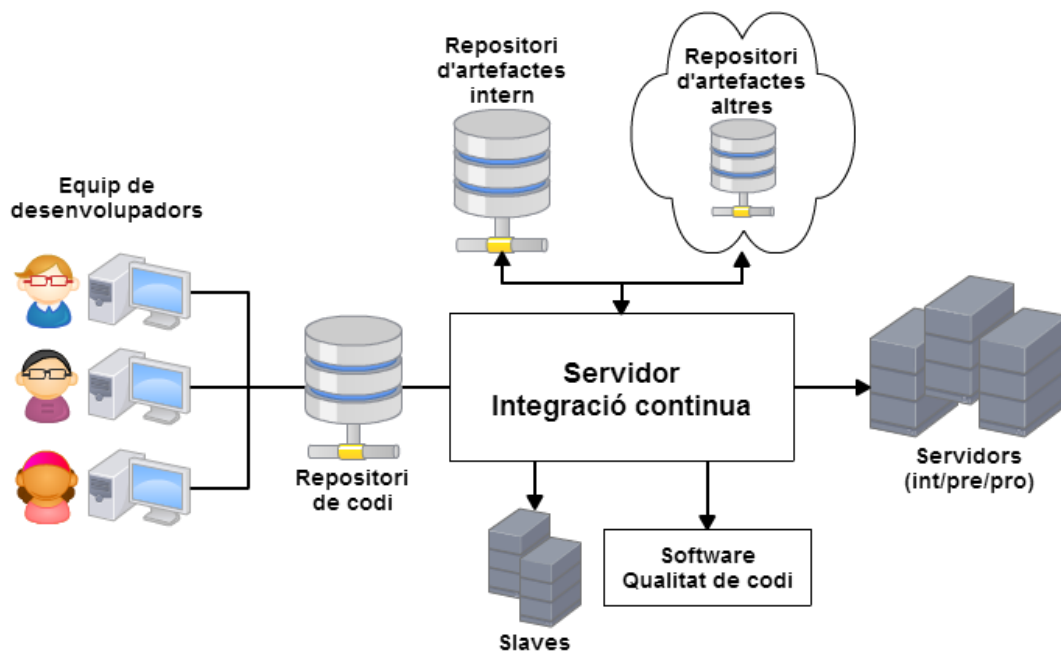 Repositori
d'artefactes
intern
Repositori
d'artefactes
altres
Equip de
desenvolupadors
Servidor
Integració continua
Repositori
de codi
Servidors
(int/pre/pro)
Software
Qualitat de codi
Slaves